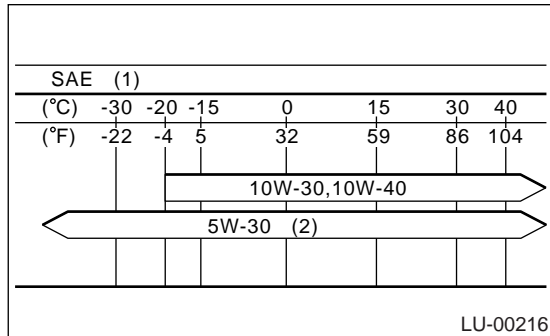 SAE (1)
(°C) -30 -20 -15 0 15 30 40
(°F) -22 -4 5 32 59 86 104
10W-30,10W-40
5W-30 (2)
LU-00216